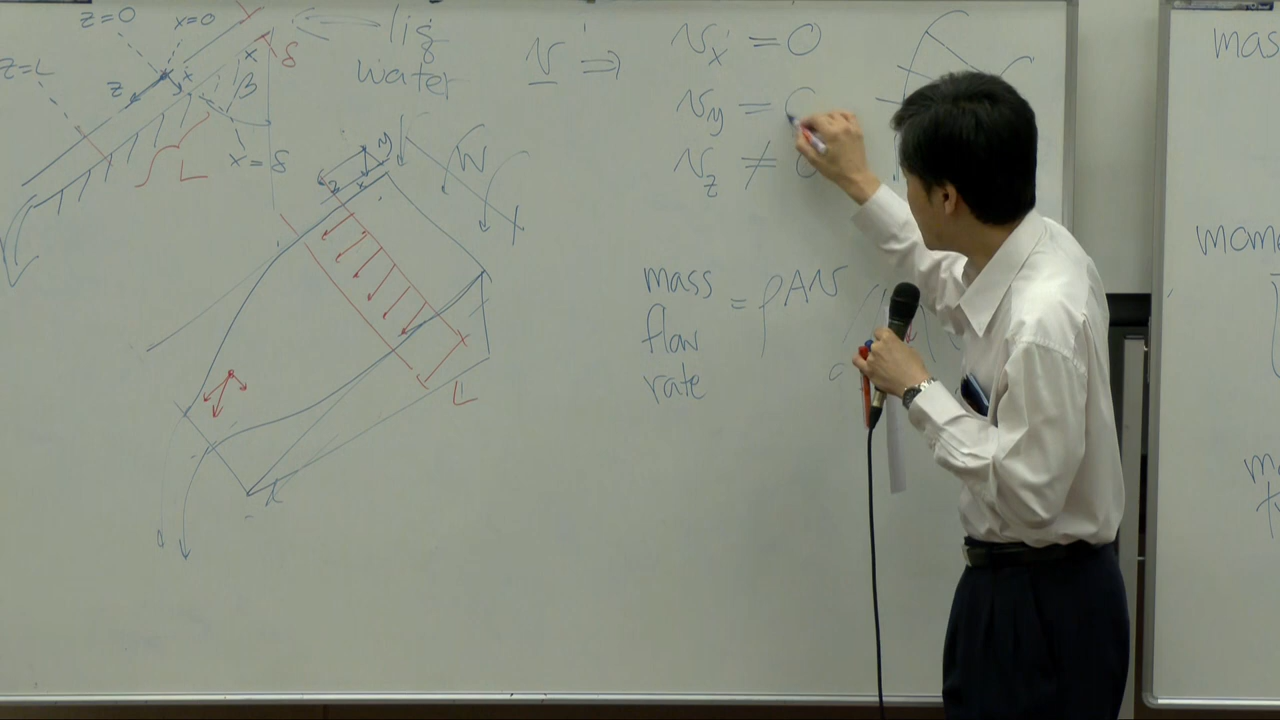 z=0
x=0
z=L
z
x
x
δ
β
x=δ
L
liq
water
v ⇒
v_x = 0
v_y = 0
v_z ≠ 0
y
z
x
W
L
mass
flow
rate
= ρAv
mas
mome